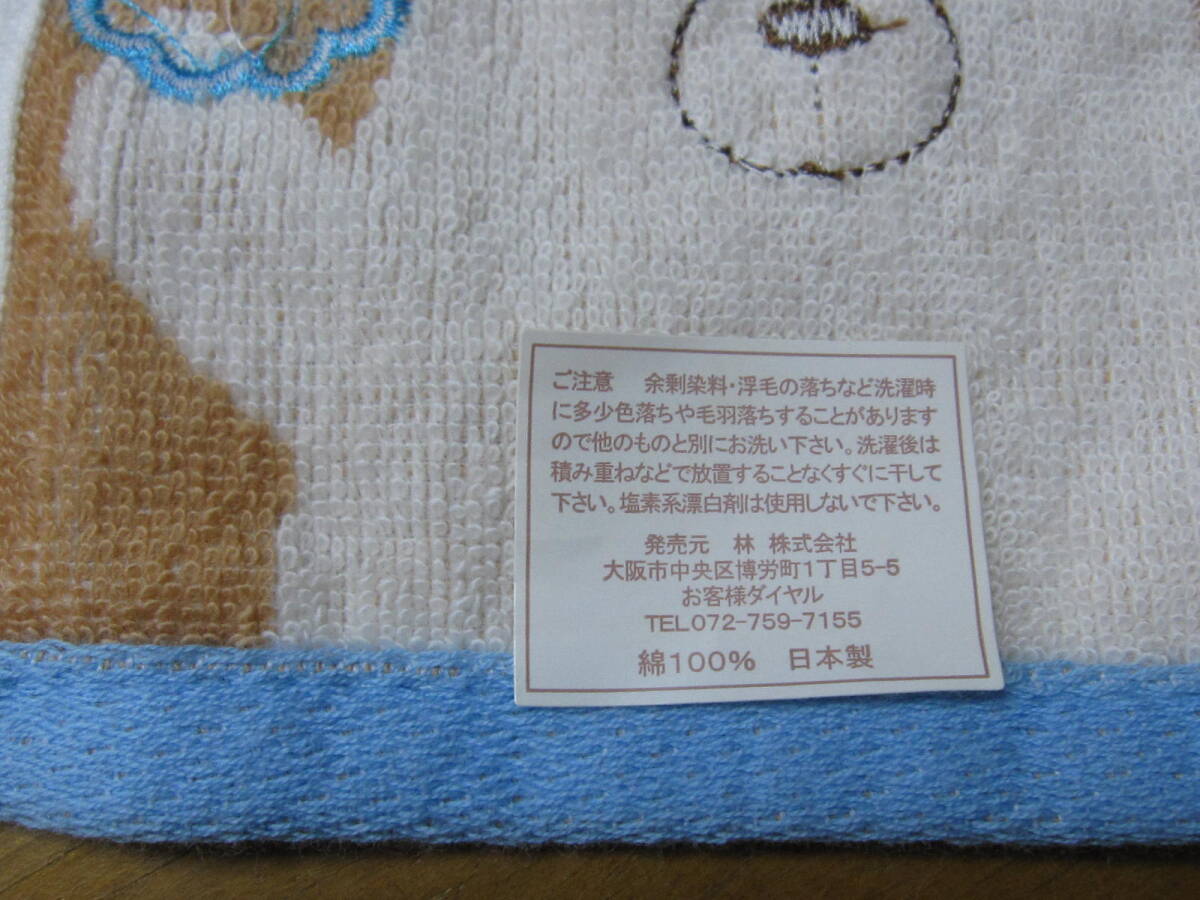 ご注意　余剰染料・浮毛の落ちなど洗濯時
に多少色落ちや毛羽落ちすることがあります
ので他のものと別にお洗い下さい。洗濯後は
積み重ねなどで放置することなくすぐに干して
下さい。塩素系漂白剤は使用しないで下さい。
発売元　林 株式会社
大阪市中央区博労町1丁目5-5
お客様ダイヤル
TEL072-759-7155
綿100%　日本製